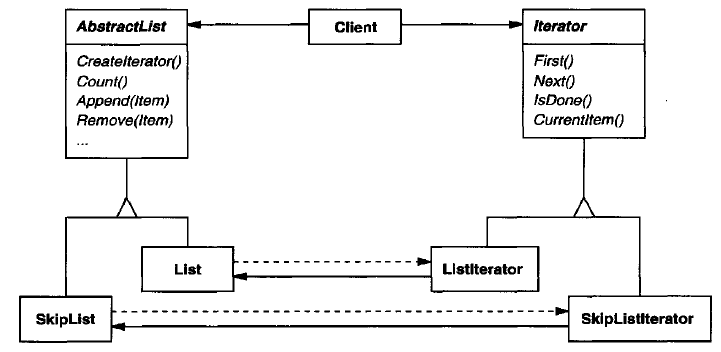 AbstractList
CreateIterator()
Count()
Append(Item)
Remove(Item)
...
Client
Iterator
First()
Next()
IsDone()
CurrentItem()
List
ListIterator
SkipList
SkipListIterator